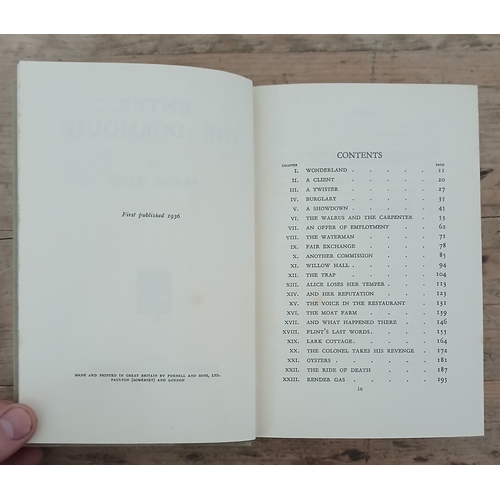 First published 1936
MADE AND PRINTED IN GREAT BRITAIN BY PURNELL AND SONS, LTD.
PAULTON (SOMERSET) AND LONDON
CONTENTS
CHAPTER PAGE
I. WONDERLAND . . . . . 11
II. A CLIENT . . . . . 20
III. A TWISTER . . . . . 27
IV. BURGLARY . . . . . 35
V. A SHOWDOWN . . . . . 45
VI. THE WALRUS AND THE CARPENTER . . 55
VII. AN OFFER OF EMPLOYMENT . . . 62
VIII. THE WATERMAN . . . . . 71
IX. FAIR EXCHANGE . . . . . 78
X. ANOTHER COMMISSION . . . . 85
XI. WILLOW HALL . . . . . 94
XII. THE TRAP . . . . . 104
XIII. ALICE LOSES HER TEMPER . . . 113
XIV. AND HER REPUTATION . . . . 123
XV. THE VOICE IN THE RESTAURANT . . 131
XVI. THE MOAT FARM . . . . . 139
XVII. AND WHAT HAPPENED THERE . . . 146
XVIII. FLINT'S LAST WORDS . . . . 155
XIX. LARK COTTAGE . . . . . 164
XX. THE COLONEL TAKES HIS REVENGE . . 172
XXI. OYSTERS . . . . . 181
XXII. THE RIDE OF DEATH . . . . 187
XXIII. RENDER GAS . . . . . 195
ix